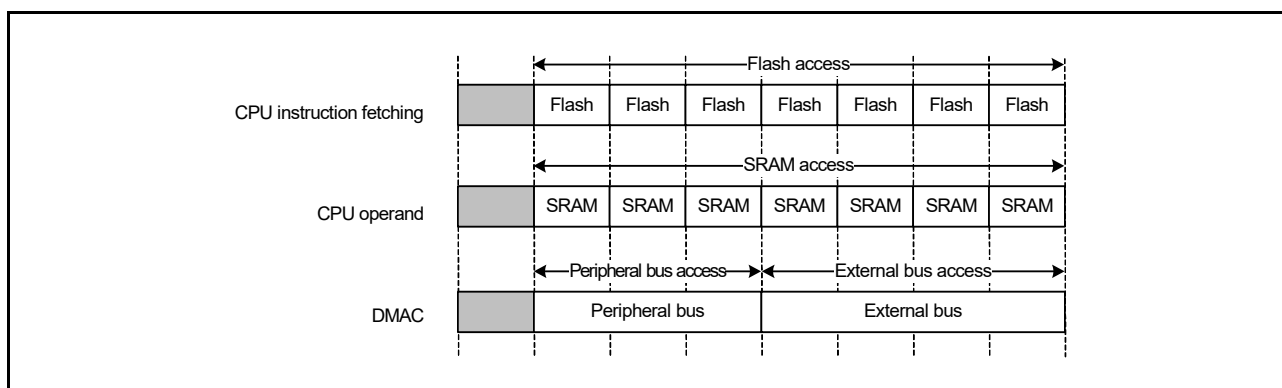 Flash access
CPU instruction fetching Flash Flash Flash Flash Flash Flash Flash
SRAM access
CPU operand SRAM SRAM SRAM SRAM SRAM SRAM SRAM
Peripheral bus access External bus access
DMAC Peripheral bus External bus